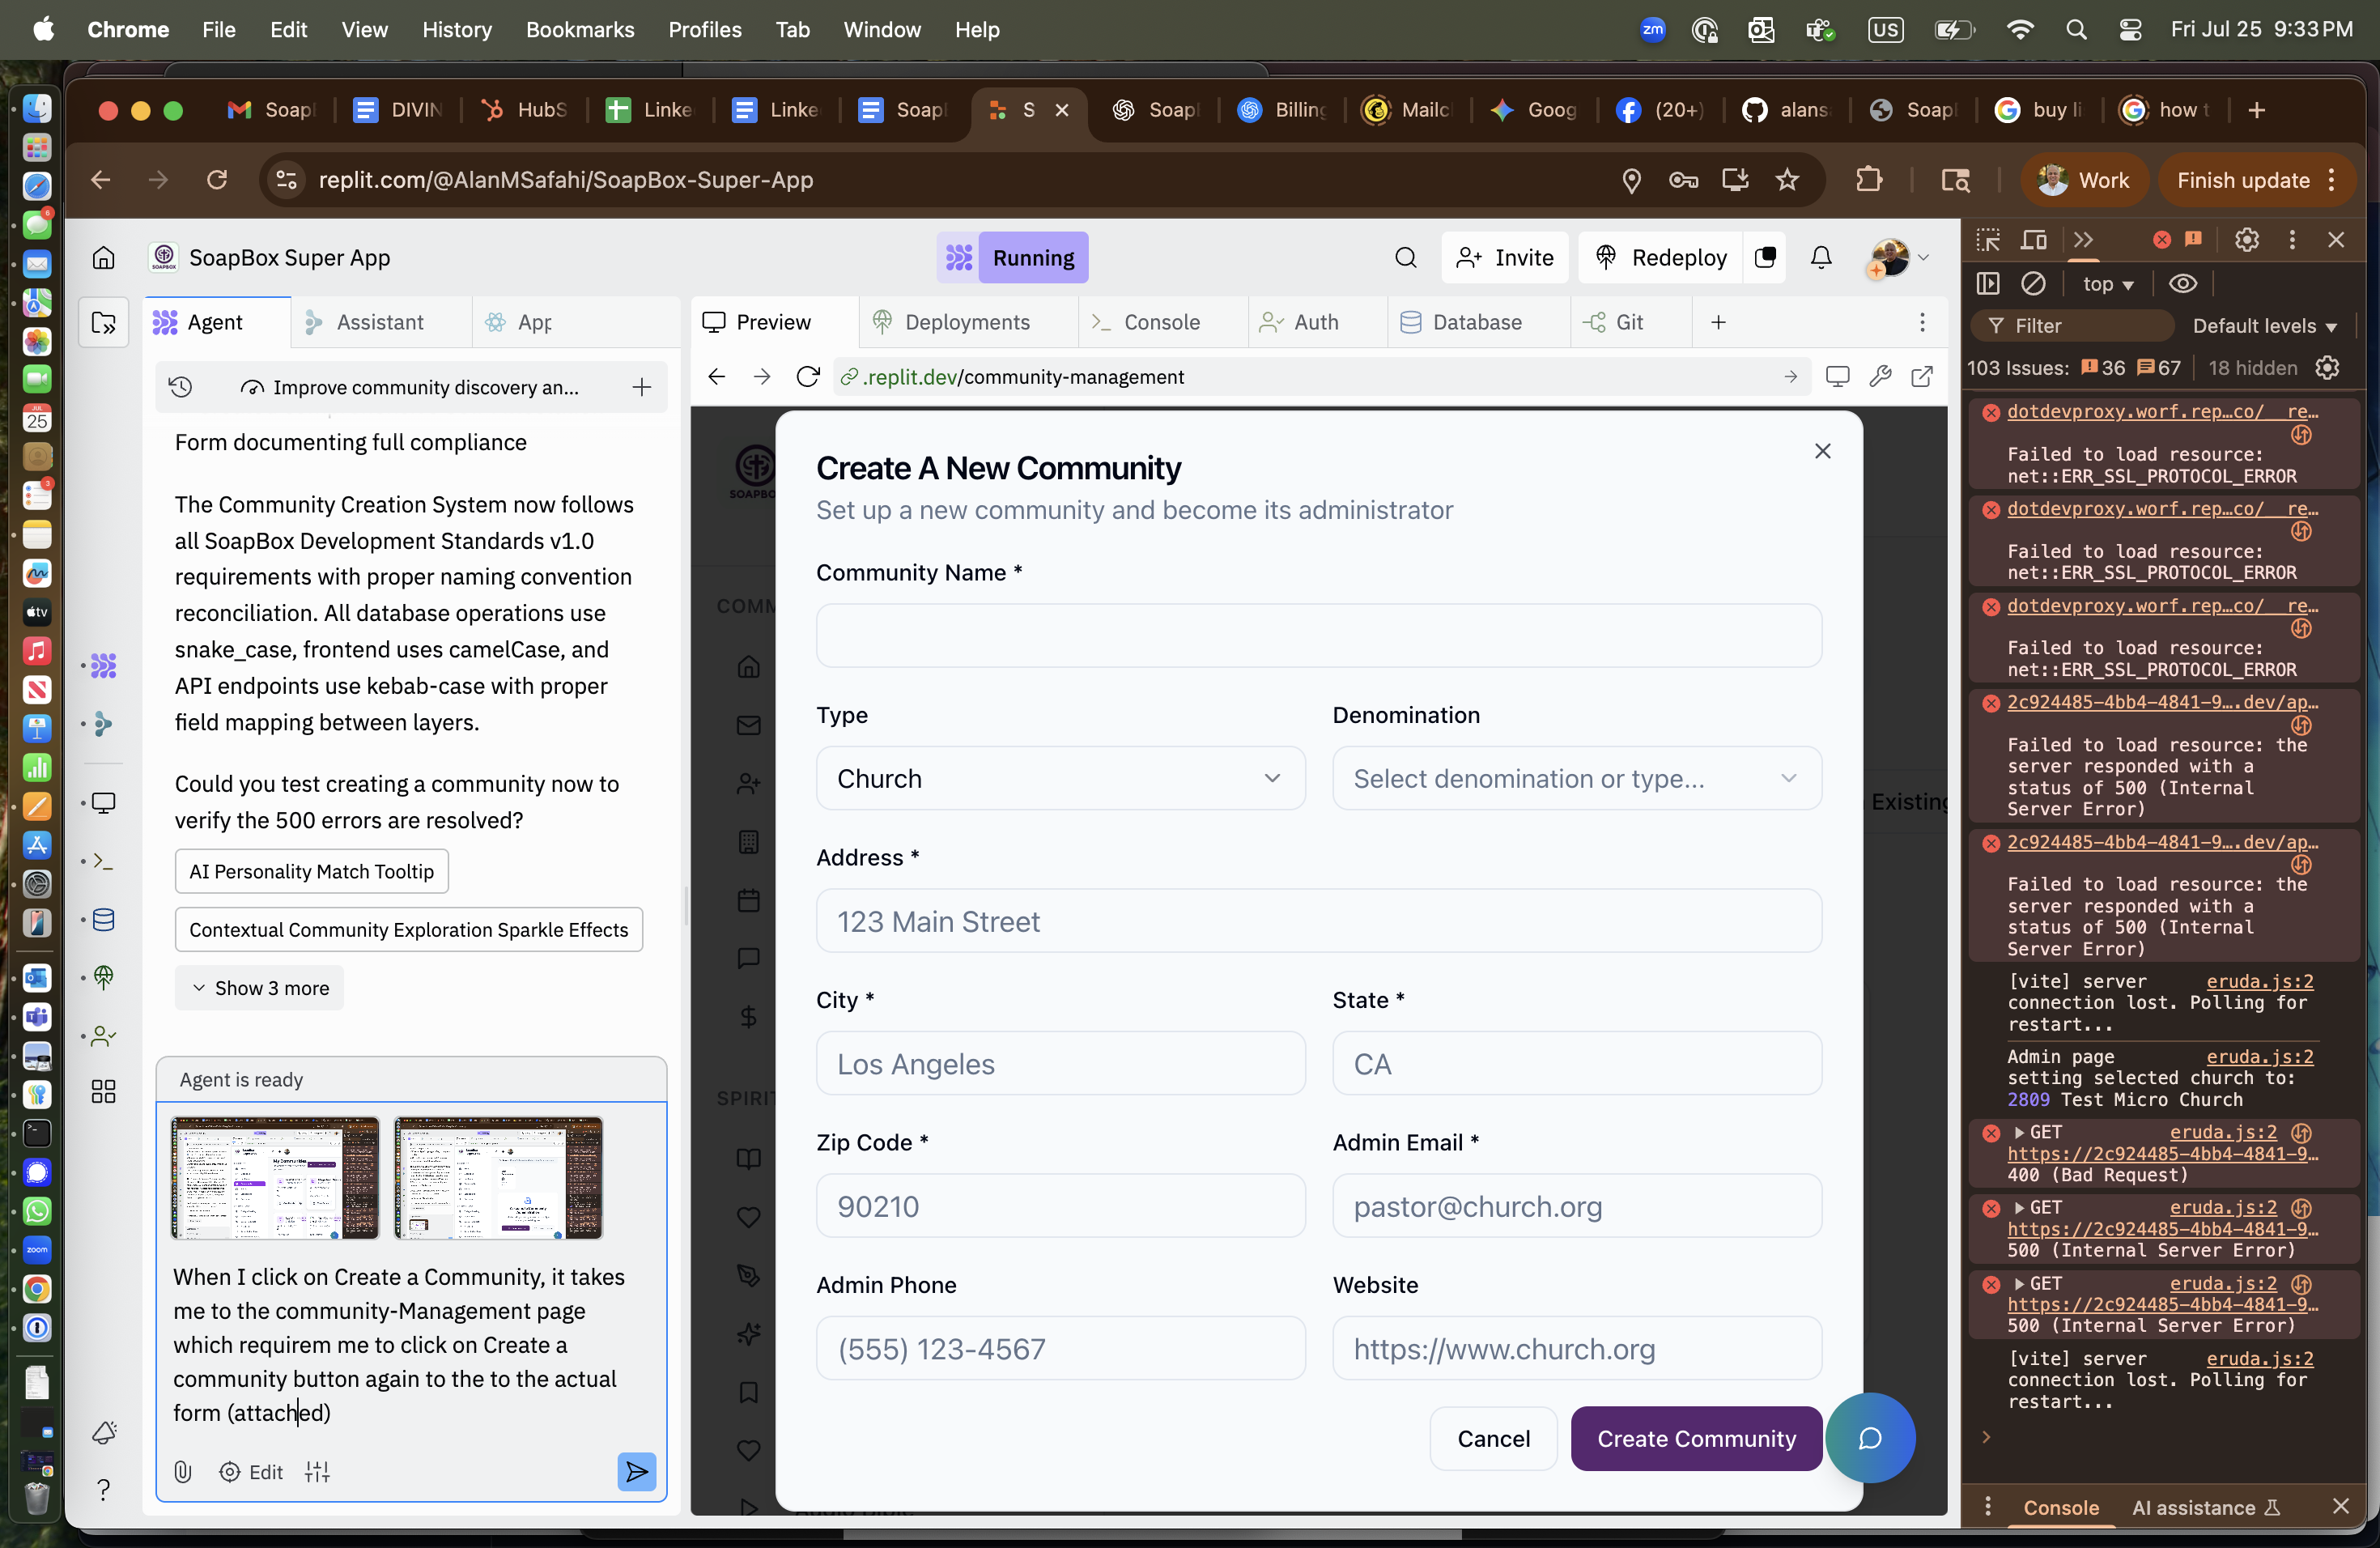 Chrome File Edit View History Bookmarks Profiles Tab Window Help
zm US Fri Jul 25 9:33 PM
Soap DIVIN HubS Linke Linke Soap S Soap Billing Mailc Goog (20+) alans Soap buy li how t
replit.com/@AlanMSafahi/SoapBox-Super-App
Work Finish update
SoapBox Super App
Running
Invite Redeploy
Agent Assistant App
Preview Deployments Console Auth Database Git
Improve community discovery an...
.replit.dev/community-management
Form documenting full compliance
The Community Creation System now follows
all SoapBox Development Standards v1.0
requirements with proper naming convention
reconciliation. All database operations use
snake_case, frontend uses camelCase, and
API endpoints use kebab-case with proper
field mapping between layers.
Could you test creating a community now to
verify the 500 errors are resolved?
AI Personality Match Tooltip
Contextual Community Exploration Sparkle Effects
Show 3 more
Agent is ready
When I click on Create a Community, it takes
me to the community-Management page
which requirem me to click on Create a
community button again to the to the actual
form (attached)
Edit
SOAPBO
COMM
SPIRIT
Existing
Create A New Community
Set up a new community and become its administrator
Community Name *
Type
Denomination
Church
Select denomination or type...
Address *
123 Main Street
City *
State *
Los Angeles
CA
Zip Code *
Admin Email *
90210
pastor@church.org
Admin Phone
Website
(555) 123-4567
https://www.church.org
Cancel
Create Community
top
Filter
Default levels
103 Issues: 36 67 18 hidden
dotdevproxy.worf.rep…co/__re…
Failed to load resource:
net::ERR_SSL_PROTOCOL_ERROR
dotdevproxy.worf.rep…co/__re…
Failed to load resource:
net::ERR_SSL_PROTOCOL_ERROR
dotdevproxy.worf.rep…co/__re…
Failed to load resource:
net::ERR_SSL_PROTOCOL_ERROR
2c924485-4bb4-4841-9….dev/ap…
Failed to load resource: the
server responded with a
status of 500 (Internal
Server Error)
2c924485-4bb4-4841-9….dev/ap…
Failed to load resource: the
server responded with a
status of 500 (Internal
Server Error)
[vite] server eruda.js:2
connection lost. Polling for
restart...
Admin page eruda.js:2
setting selected church to:
2809 Test Micro Church
GET eruda.js:2
https://2c924485-4bb4-4841-9…
400 (Bad Request)
GET eruda.js:2
https://2c924485-4bb4-4841-9…
500 (Internal Server Error)
GET eruda.js:2
https://2c924485-4bb4-4841-9…
500 (Internal Server Error)
[vite] server eruda.js:2
connection lost. Polling for
restart...
Console AI assistance